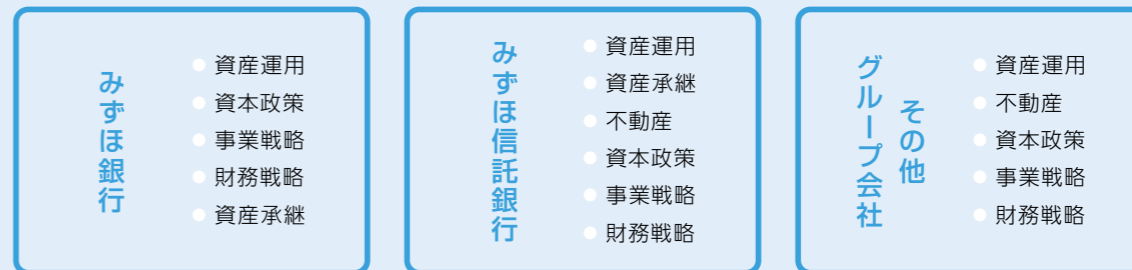 みずほ銀行
資産運用
資本政策
事業戦略
財務戦略
資産承継
みずほ信託銀行
資産運用
資産承継
不動産
資本政策
事業戦略
財務戦略
その他
グループ会社
資産運用
不動産
資本政策
事業戦略
財務戦略